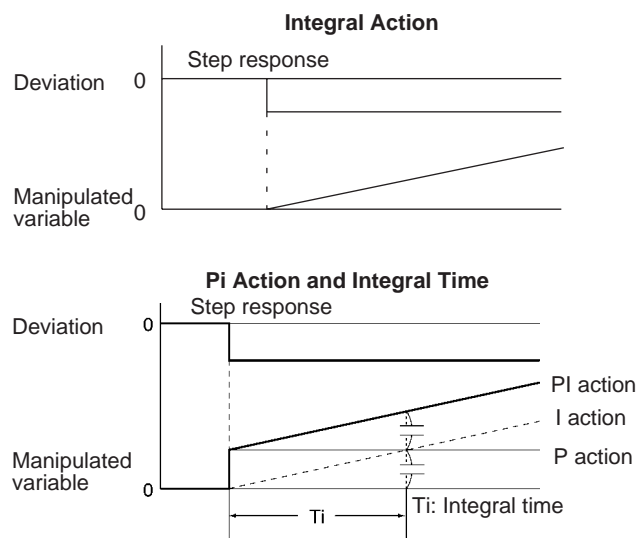 Integral Action
Step response
Deviation 0
Manipulated
variable 0
Pi Action and Integral Time
Step response
Deviation 0
PI action
I action
P action
Manipulated
variable 0
Ti: Integral time
Ti